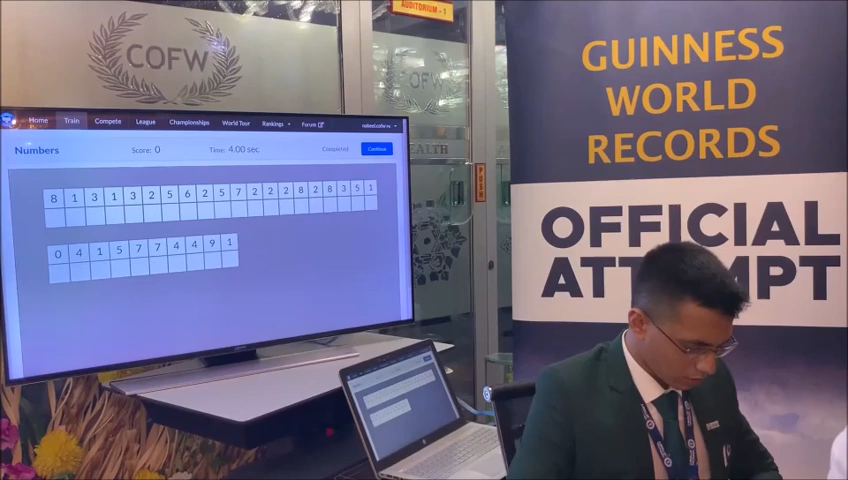 AUDITORIUM - 1
COFW
COFW
GUINNESS
WORLD
RECORDS
OFFICIAL
ATTEMPT
PUSH
Home Train Compete League Championships World Tour Rankings Forum
Numbers Score: 0 Time: 4.00 sec Completed Continue
8 1 3 1 3 2 5 6 2 5 7 2 2 2 8 2 8 3 5 1
0 4 1 5 7 7 4 4 9 1